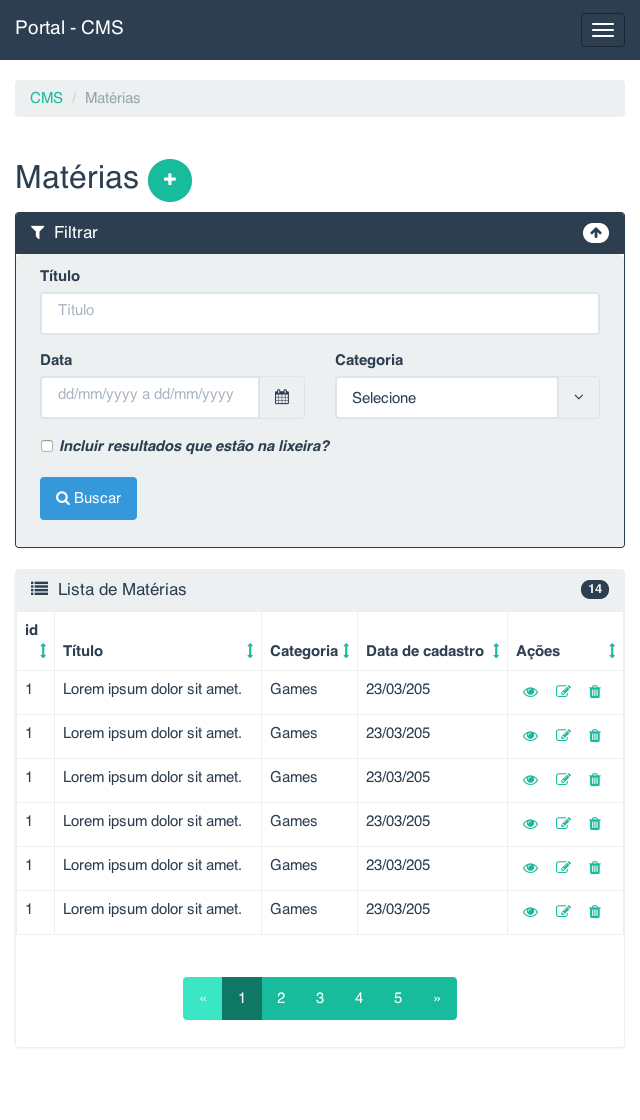 Portal - CMS
CMS / Matérias
Matérias
Filtrar
Título
Título
Data
Categoria
dd/mm/yyyy a dd/mm/yyyy
Selecione
Incluir resultados que estão na lixeira?
Buscar
Lista de Matérias 14
id
Título Categoria Data de cadastro Ações
1 Lorem ipsum dolor sit amet. Games 23/03/205
1 Lorem ipsum dolor sit amet. Games 23/03/205
1 Lorem ipsum dolor sit amet. Games 23/03/205
1 Lorem ipsum dolor sit amet. Games 23/03/205
1 Lorem ipsum dolor sit amet. Games 23/03/205
1 Lorem ipsum dolor sit amet. Games 23/03/205
« 1 2 3 4 5 »